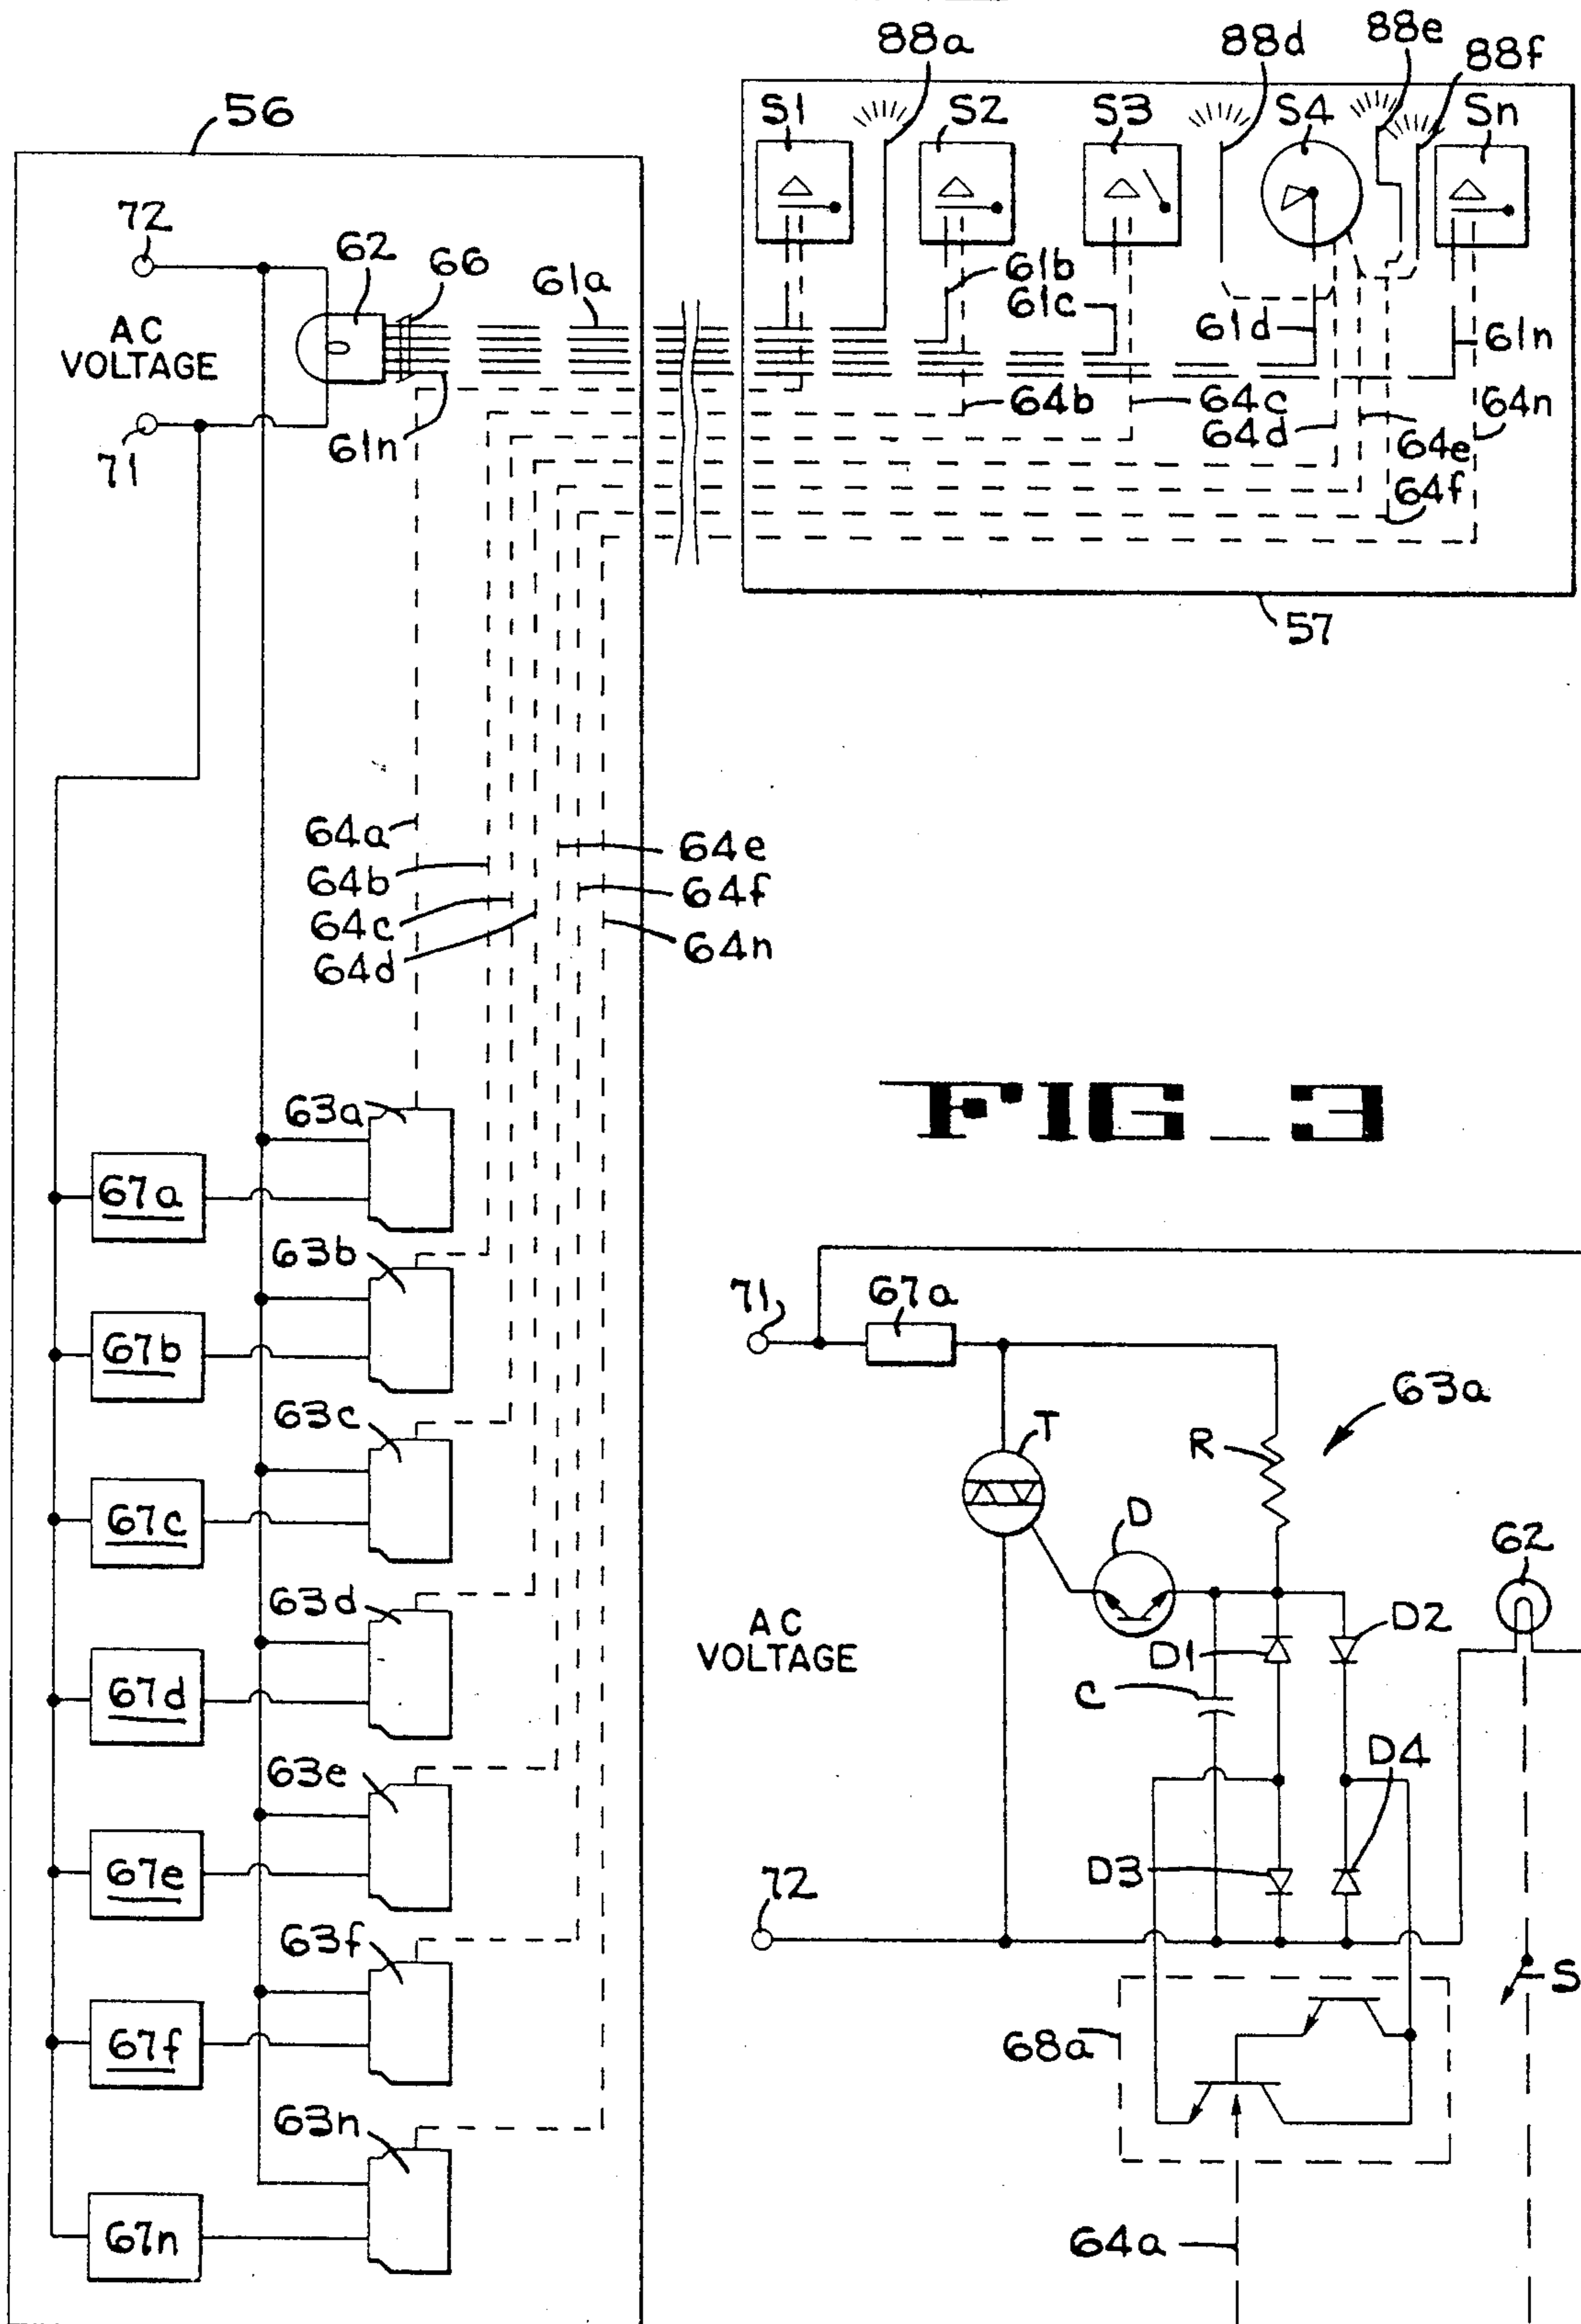 88a
88d
88e
88f
56
S1
S2
S3
S4
Sn
72
62
66
61a
61b
61c
61d
61n
AC
VOLTAGE
71
61n
64b
64c
64d
64e
64n
64f
57
64a
64b
64c
64d
64e
64f
64n
63a
67a
63b
67b
63c
67c
63d
67d
63e
67e
63f
67f
63n
67n
FIG_3
71
67a
63a
T
R
D
62
AC
VOLTAGE
D1
D2
C
D4
D3
72
S
68a
64a